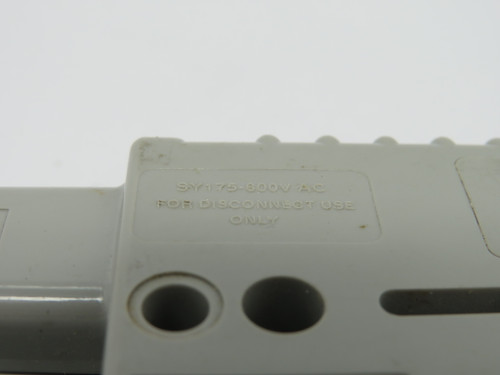 SY175-600V AC
FOR DISCONNECT USE
ONLY